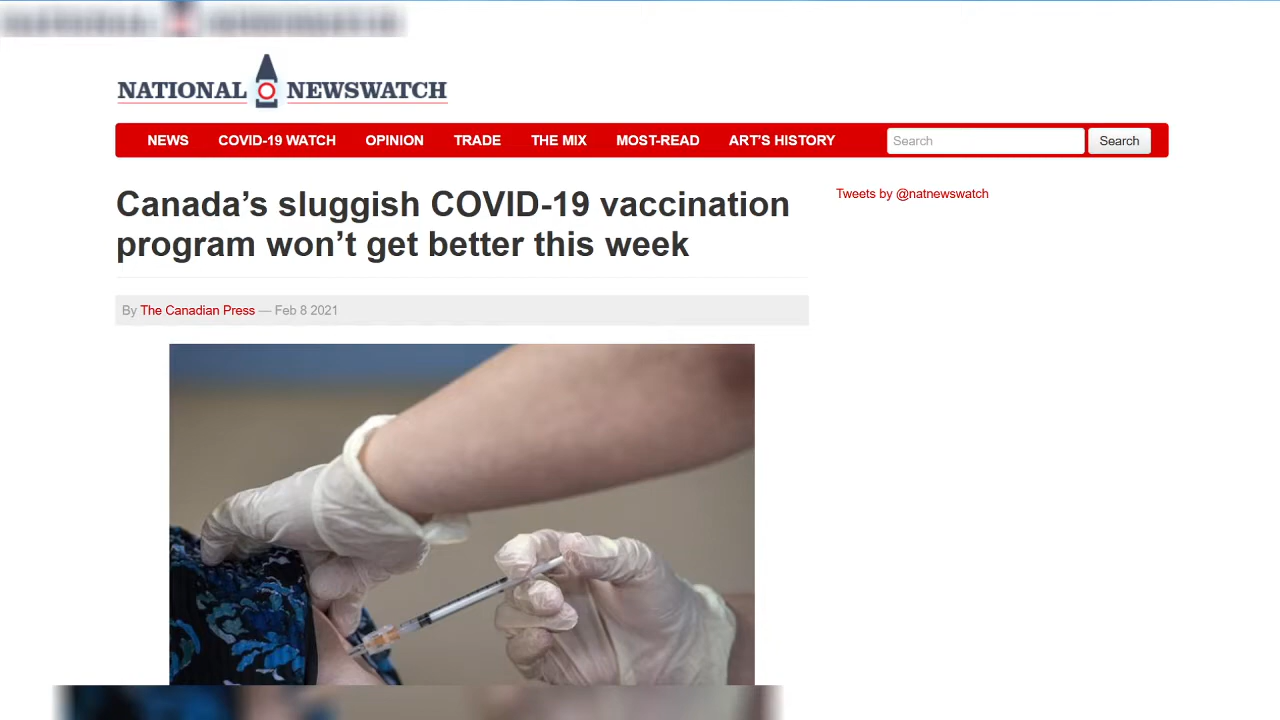 NATIONAL NEWSWATCH
NEWS COVID-19 WATCH OPINION TRADE THE MIX MOST-READ ART'S HISTORY Search Search
Canada’s sluggish COVID-19 vaccination
program won’t get better this week
Tweets by @natnewswatch
By The Canadian Press — Feb 8 2021